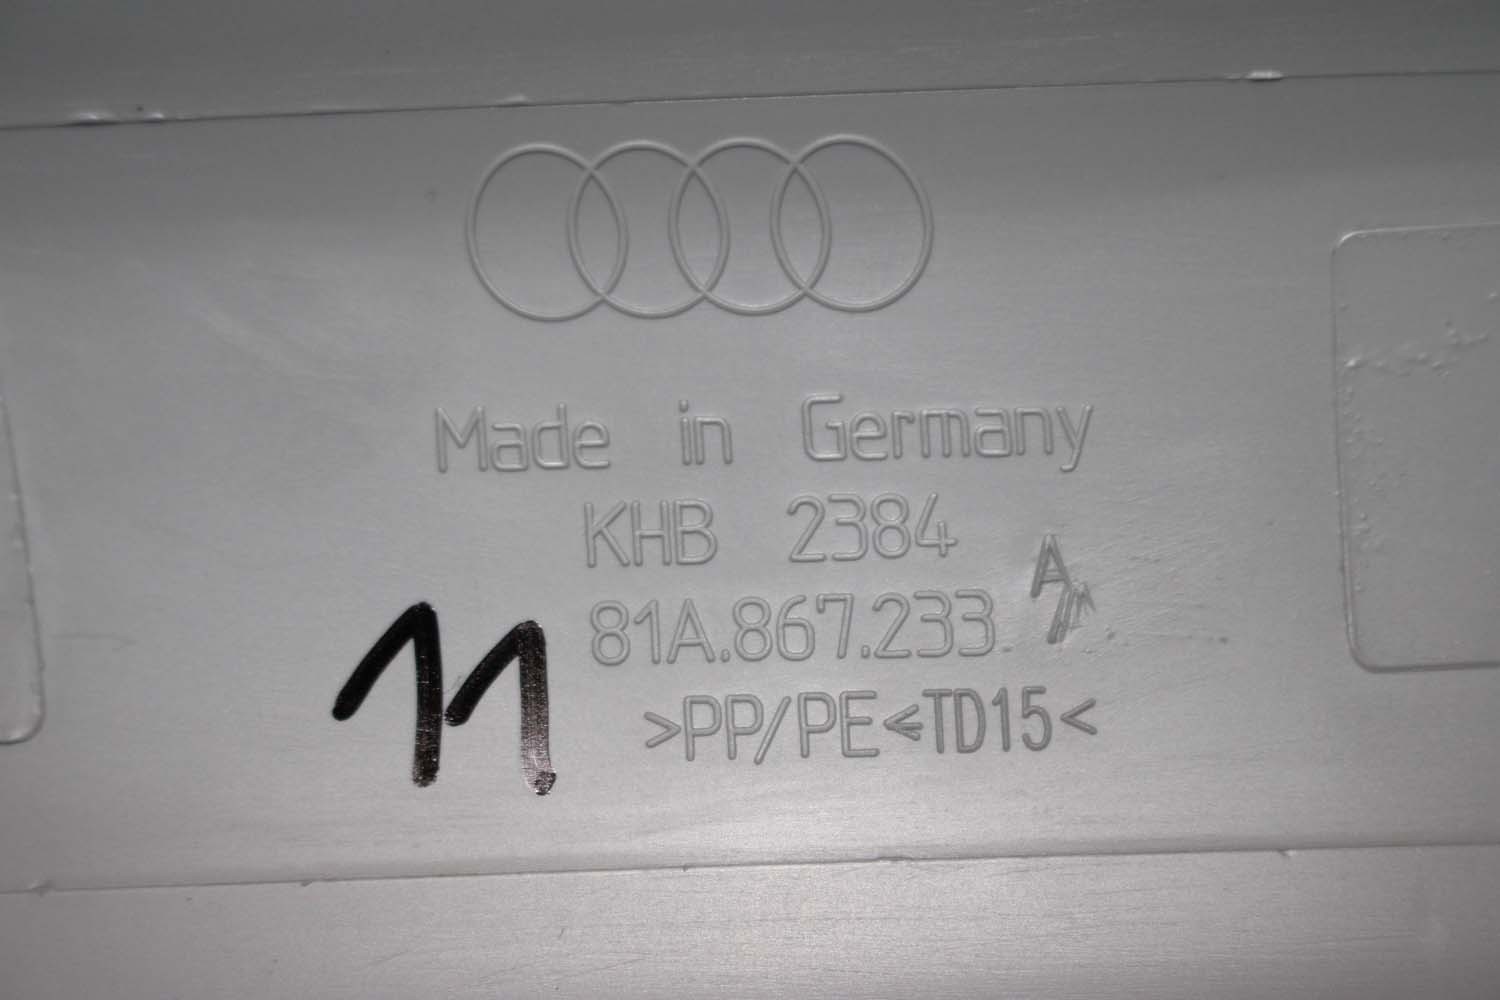 Made in Germany
KHB 2384
81A.867.233. A
>PP/PE<TD15<
11